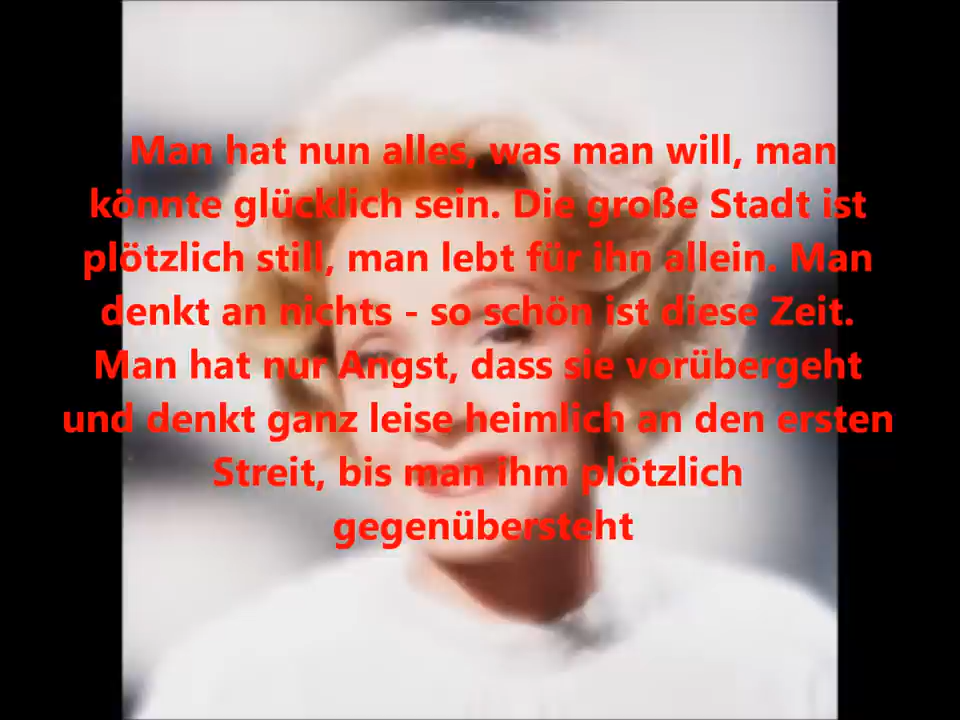 Man hat nun alles, was man will, man
könnte glücklich sein. Die große Stadt ist
plötzlich still, man lebt für ihn allein. Man
denkt an nichts - so schön ist diese Zeit.
Man hat nur Angst, dass sie vorübergeht
und denkt ganz leise heimlich an den ersten
Streit, bis man ihm plötzlich
gegenübersteht